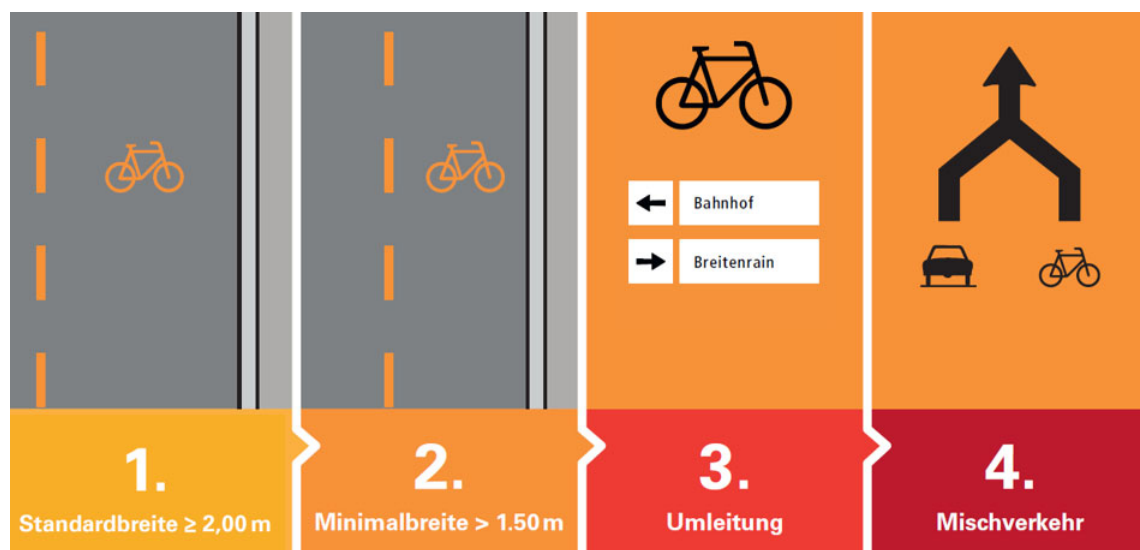 Bahnhof
Breitenrain
1.
Standardbreite ≥ 2,00 m
2.
Minimalbreite > 1.50 m
3.
Umleitung
4.
Mischverkehr